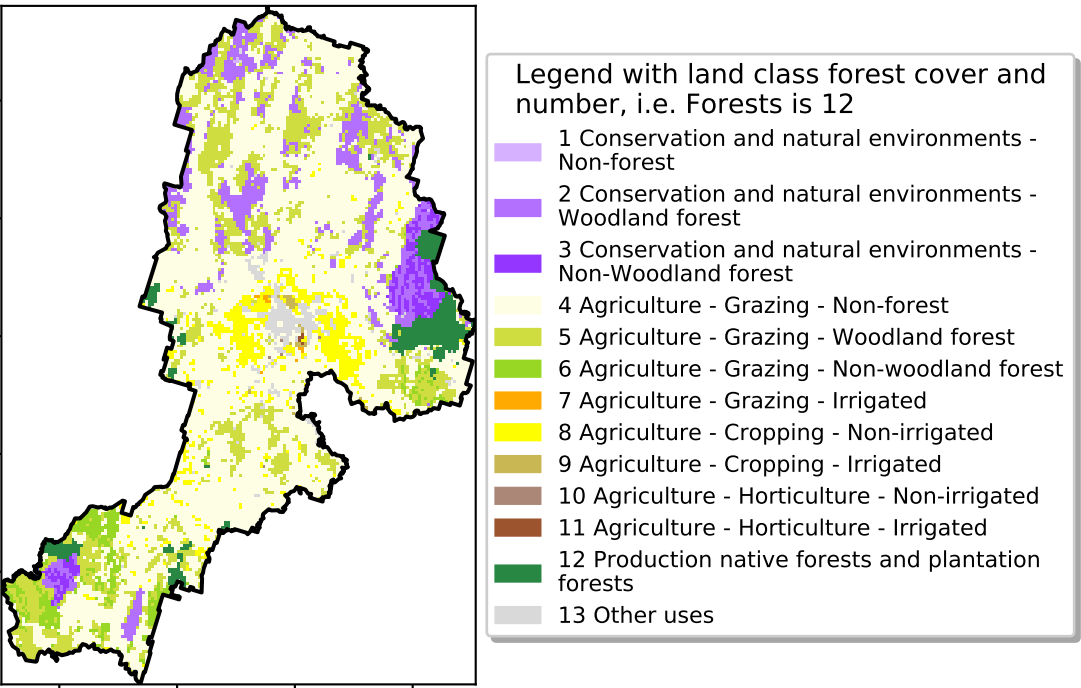 Legend with land class forest cover and
number, i.e. Forests is 12
1 Conservation and natural environments -
Non-forest
2 Conservation and natural environments -
Woodland forest
3 Conservation and natural environments -
Non-Woodland forest
4 Agriculture - Grazing - Non-forest
5 Agriculture - Grazing - Woodland forest
6 Agriculture - Grazing - Non-woodland forest
7 Agriculture - Grazing - Irrigated
8 Agriculture - Cropping - Non-irrigated
9 Agriculture - Cropping - Irrigated
10 Agriculture - Horticulture - Non-irrigated
11 Agriculture - Horticulture - Irrigated
12 Production native forests and plantation
forests
13 Other uses